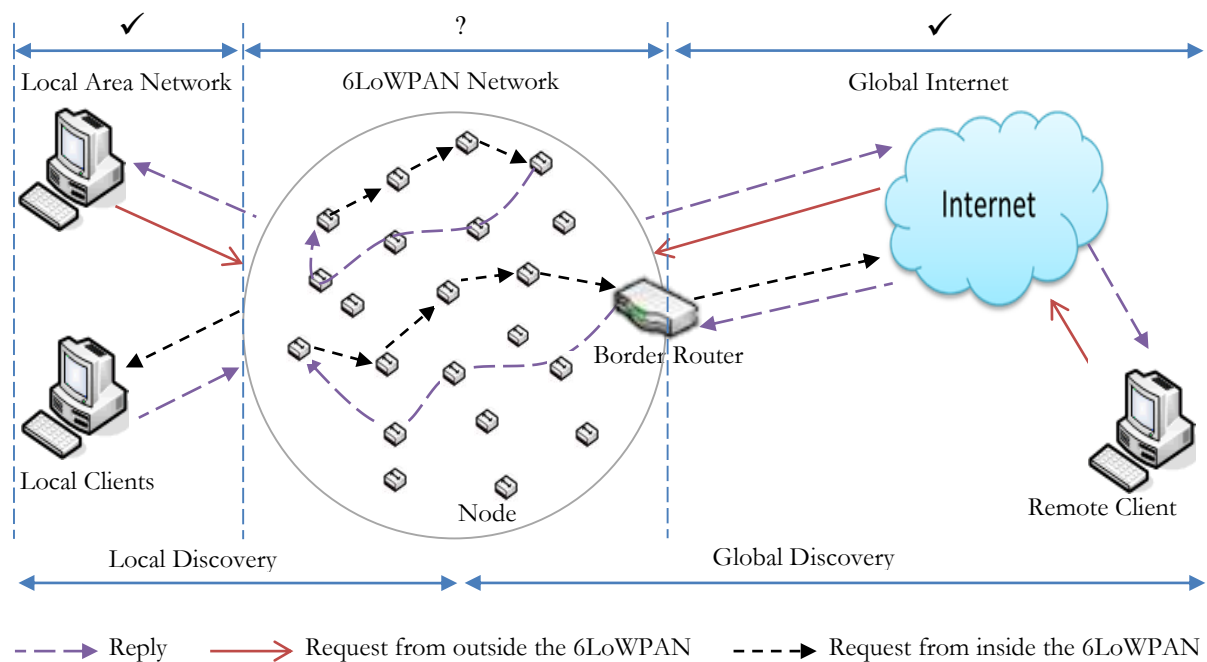 ✓ ? ✓
Local Area Network 6LoWPAN Network Global Internet
Internet
Border Router
Local Clients
Node
Remote Client
Local Discovery Global Discovery
Reply Request from outside the 6LoWPAN Request from inside the 6LoWPAN